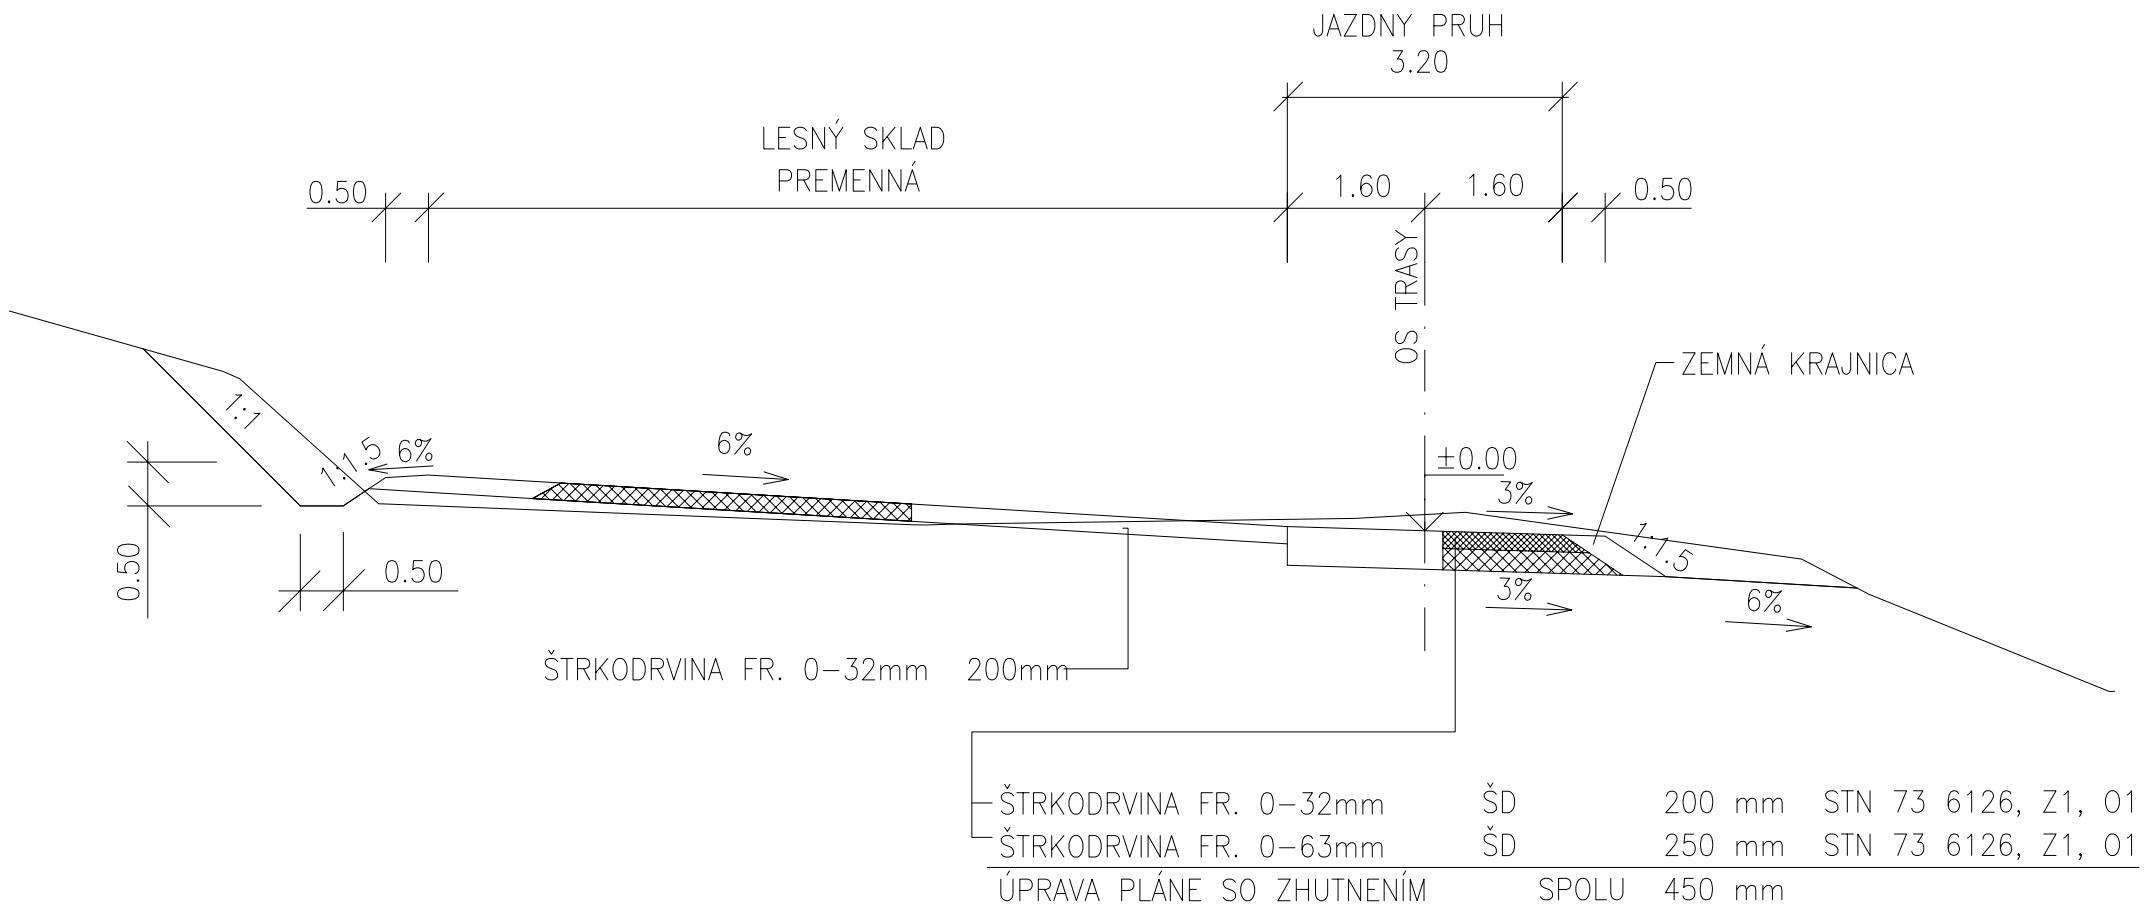 JAZDNY PRUH
3.20
LESNÝ SKLAD
PREMENNÁ
0.50
1.60
1.60
0.50
OS TRASY
ZEMNÁ KRAJNICA
1:1
1:1.5
6%
6%
±0.00
3%
1:1.5
0.50
0.50
3%
6%
ŠTRKODRVINA FR. 0-32mm 200mm
ŠTRKODRVINA FR. 0-32mm ŠD 200 mm STN 73 6126, Z1, O1
ŠTRKODRVINA FR. 0-63mm ŠD 250 mm STN 73 6126, Z1, O1
ÚPRAVA PLÁNE SO ZHUTNENÍM SPOLU 450 mm